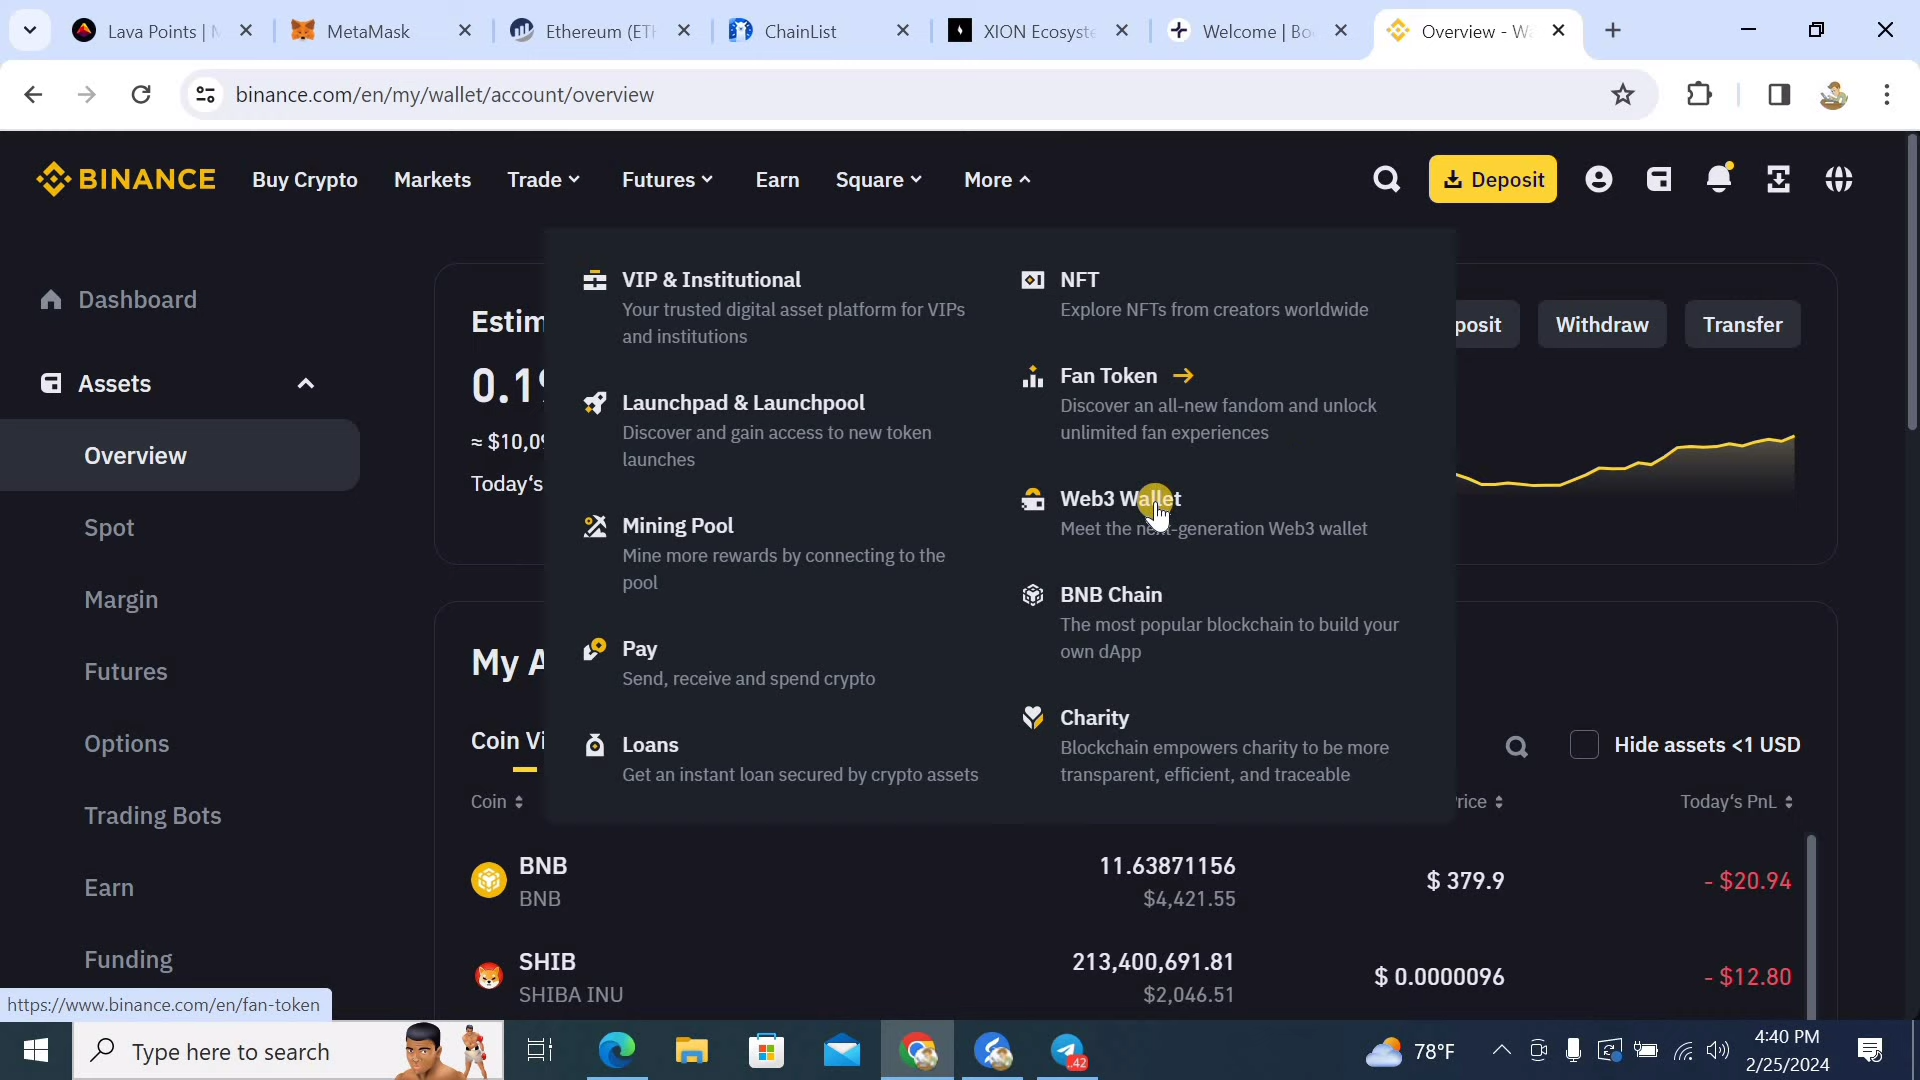 Lava Points |
MetaMask
Ethereum (ETH
ChainList
XION Ecosyste
Welcome | Bo
Overview - Wa
binance.com/en/my/wallet/account/overview
BINANCE
Buy Crypto
Markets
Trade
Futures
Earn
Square
More
Deposit
Dashboard
Assets
Overview
Spot
Margin
Futures
Options
Trading Bots
Earn
Funding
Estim
0.19
≈ $10,09
Today's
posit
Withdraw
Transfer
VIP & Institutional
Your trusted digital asset platform for VIPs
and institutions
Launchpad & Launchpool
Discover and gain access to new token
launches
Mining Pool
Mine more rewards by connecting to the
pool
Pay
Send, receive and spend crypto
Loans
Get an instant loan secured by crypto assets
NFT
Explore NFTs from creators worldwide
Fan Token
Discover an all-new fandom and unlock
unlimited fan experiences
Web3 Wallet
Meet the next-generation Web3 wallet
BNB Chain
The most popular blockchain to build your
own dApp
Charity
Blockchain empowers charity to be more
transparent, efficient, and traceable
My A
Coin Vi
Hide assets <1 USD
Coin
rice
Today's PnL
BNB
BNB
11.63871156
$4,421.55
$ 379.9
- $20.94
SHIB
SHIBA INU
213,400,691.81
$2,046.51
$ 0.0000096
- $12.80
https://www.binance.com/en/fan-token
Type here to search
42
78°F
4:40 PM
2/25/2024